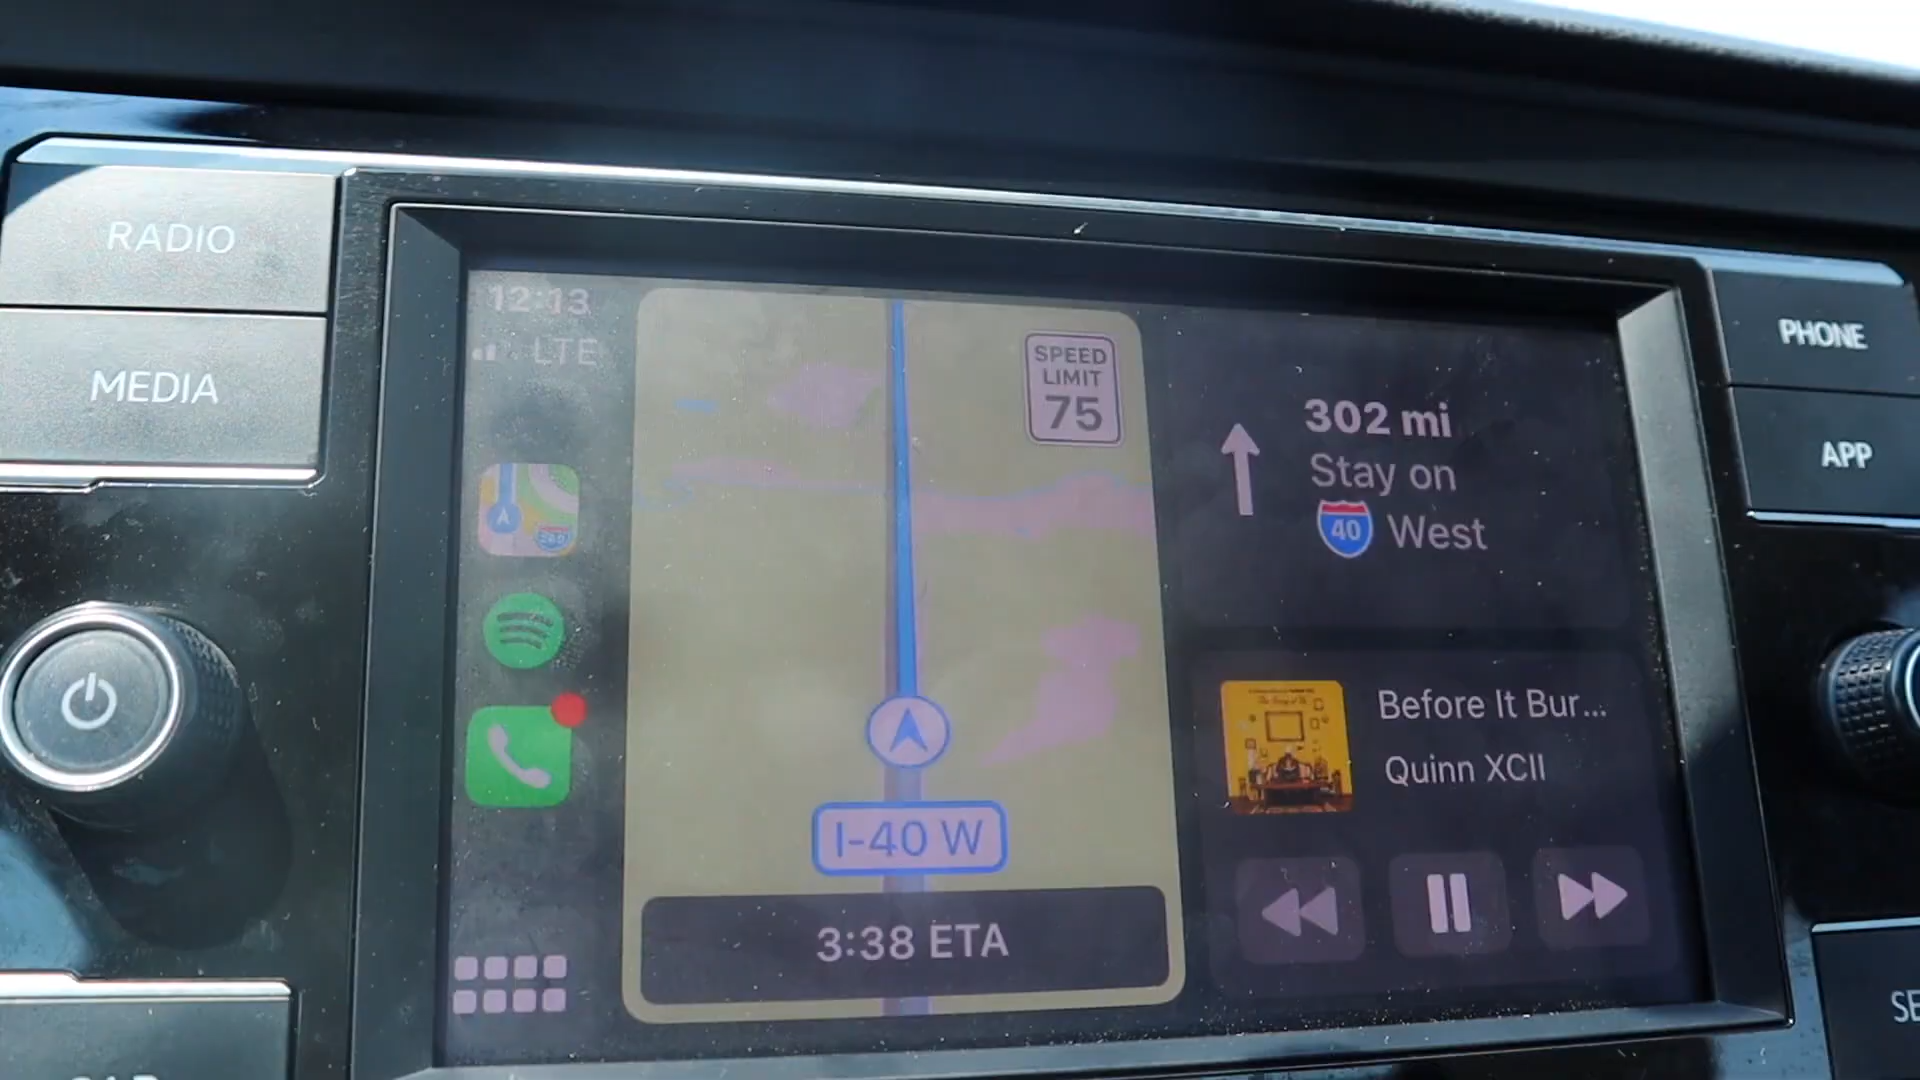 RADIO
MEDIA
12:13
LTE
SPEED
LIMIT
75
I-40 W
3:38 ETA
302 mi
Stay on
40 West
Before It Bur...
Quinn XCII
PHONE
APP